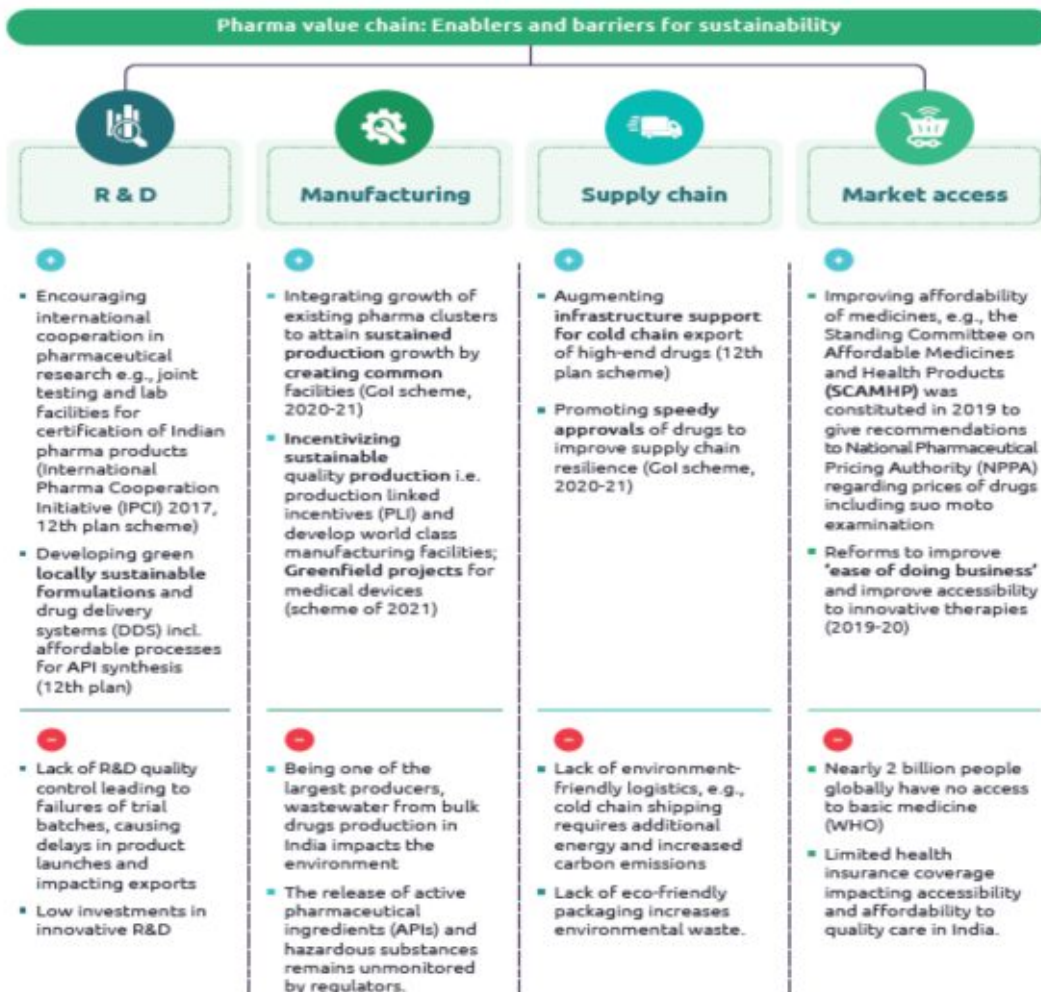 Pharma value chain: Enablers and barriers for sustainability
R & D
Manufacturing
Supply chain
Market access
Encouraging
international
cooperation in
pharmaceutical
research e.g., joint
testing and lab
facilities for
certification of Indian
pharma products
(International
Pharma Cooperation
Initiative (IPCI) 2017,
12th plan scheme)
Developing green
locally sustainable
formulations and
drug delivery
systems (DDS) incl.
affordable processes
for API synthesis
(12th plan)
Integrating growth of
existing pharma clusters
to attain sustained
production growth by
creating common
facilities (GoI scheme,
2020-21)
Incentivizing
sustainable
quality production i.e.
production linked
incentives (PLI) and
develop world class
manufacturing facilities;
Greenfield projects for
medical devices
(scheme of 2021)
Augmenting
infrastructure support
for cold chain export
of high-end drugs (12th
plan scheme)
Promoting speedy
approvals of drugs to
improve supply chain
resilience (GoI scheme,
2020-21)
Improving affordability
of medicines, e.g., the
Standing Committee on
Affordable Medicines
and Health Products
(SCAMHP) was
constituted in 2019 to
give recommendations
to National Pharmaceutical
Pricing Authority (NPPA)
regarding prices of drugs
including suo moto
examination
Reforms to improve
'ease of doing business'
and improve accessibility
to innovative therapies
(2019-20)
Lack of R&D quality
control leading to
failures of trial
batches, causing
delays in product
launches and
impacting exports
Low investments in
innovative R&D
Being one of the
largest producers,
wastewater from bulk
drugs production in
India impacts the
environment
The release of active
pharmaceutical
ingredients (APIs) and
hazardous substances
remains unmonitored
by regulators.
Lack of environment-
friendly logistics, e.g.,
cold chain shipping
requires additional
energy and increased
carbon emissions
Lack of eco-friendly
packaging increases
environmental waste.
Nearly 2 billion people
globally have no access
to basic medicine
(WHO)
Limited health
insurance coverage
impacting accessibility
and affordability to
quality care in India.